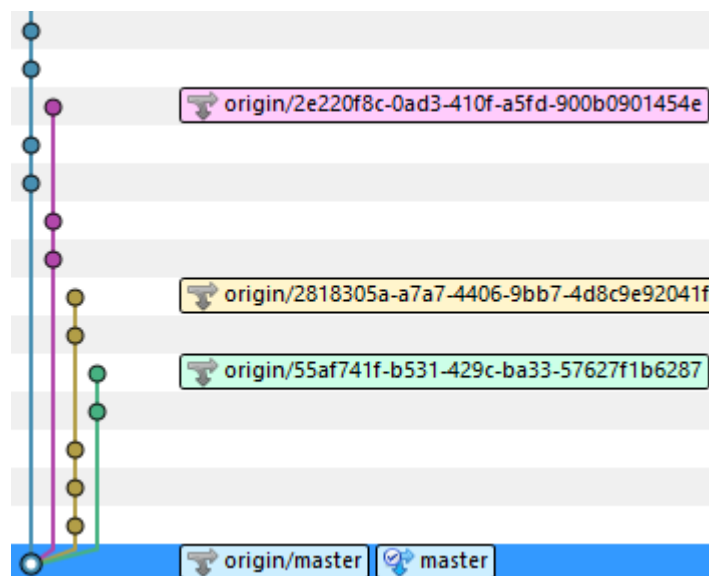 origin/2e220f8c-0ad3-410f-a5fd-900b0901454e
origin/2818305a-a7a7-4406-9bb7-4d8c9e92041f
origin/55af741f-b531-429c-ba33-57627f1b6287
origin/master master